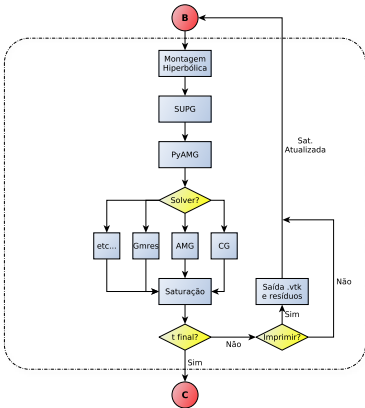 B
Montagem
Hiperbólica
SUPG
PyAMG
Solver?
etc...
Gmres
AMG
CG
Saturação
t final?
Sim
Não
Imprimir?
Sim
Não
Saída .vtk
e resíduos
Sat.
Atualizada
C